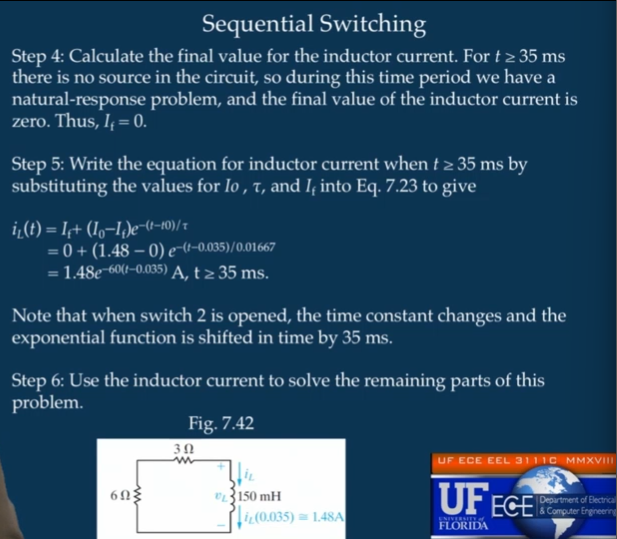 Sequential Switching
Step 4: Calculate the final value for the inductor current. For t ≥ 35 ms
there is no source in the circuit, so during this time period we have a
natural-response problem, and the final value of the inductor current is
zero. Thus, I_f = 0.
Step 5: Write the equation for inductor current when t ≥ 35 ms by
substituting the values for Io , τ, and I_f into Eq. 7.23 to give
i_L(t) = I_f+ (I_0–I_f)e^–(t–t0)/τ
= 0 + (1.48 – 0) e^–(t–0.035)/0.01667
= 1.48e^–60(t–0.035) A, t ≥ 35 ms.
Note that when switch 2 is opened, the time constant changes and the
exponential function is shifted in time by 35 ms.
Step 6: Use the inductor current to solve the remaining parts of this
problem.
Fig. 7.42
3 Ω
+ i_L
6 Ω v_L 150 mH
– i_L(0.035) ≅ 1.48A
UF ECE EEL 3111C MMXVIII
UF ECE Department of Electrical
& Computer Engineering
UNIVERSITY of
FLORIDA